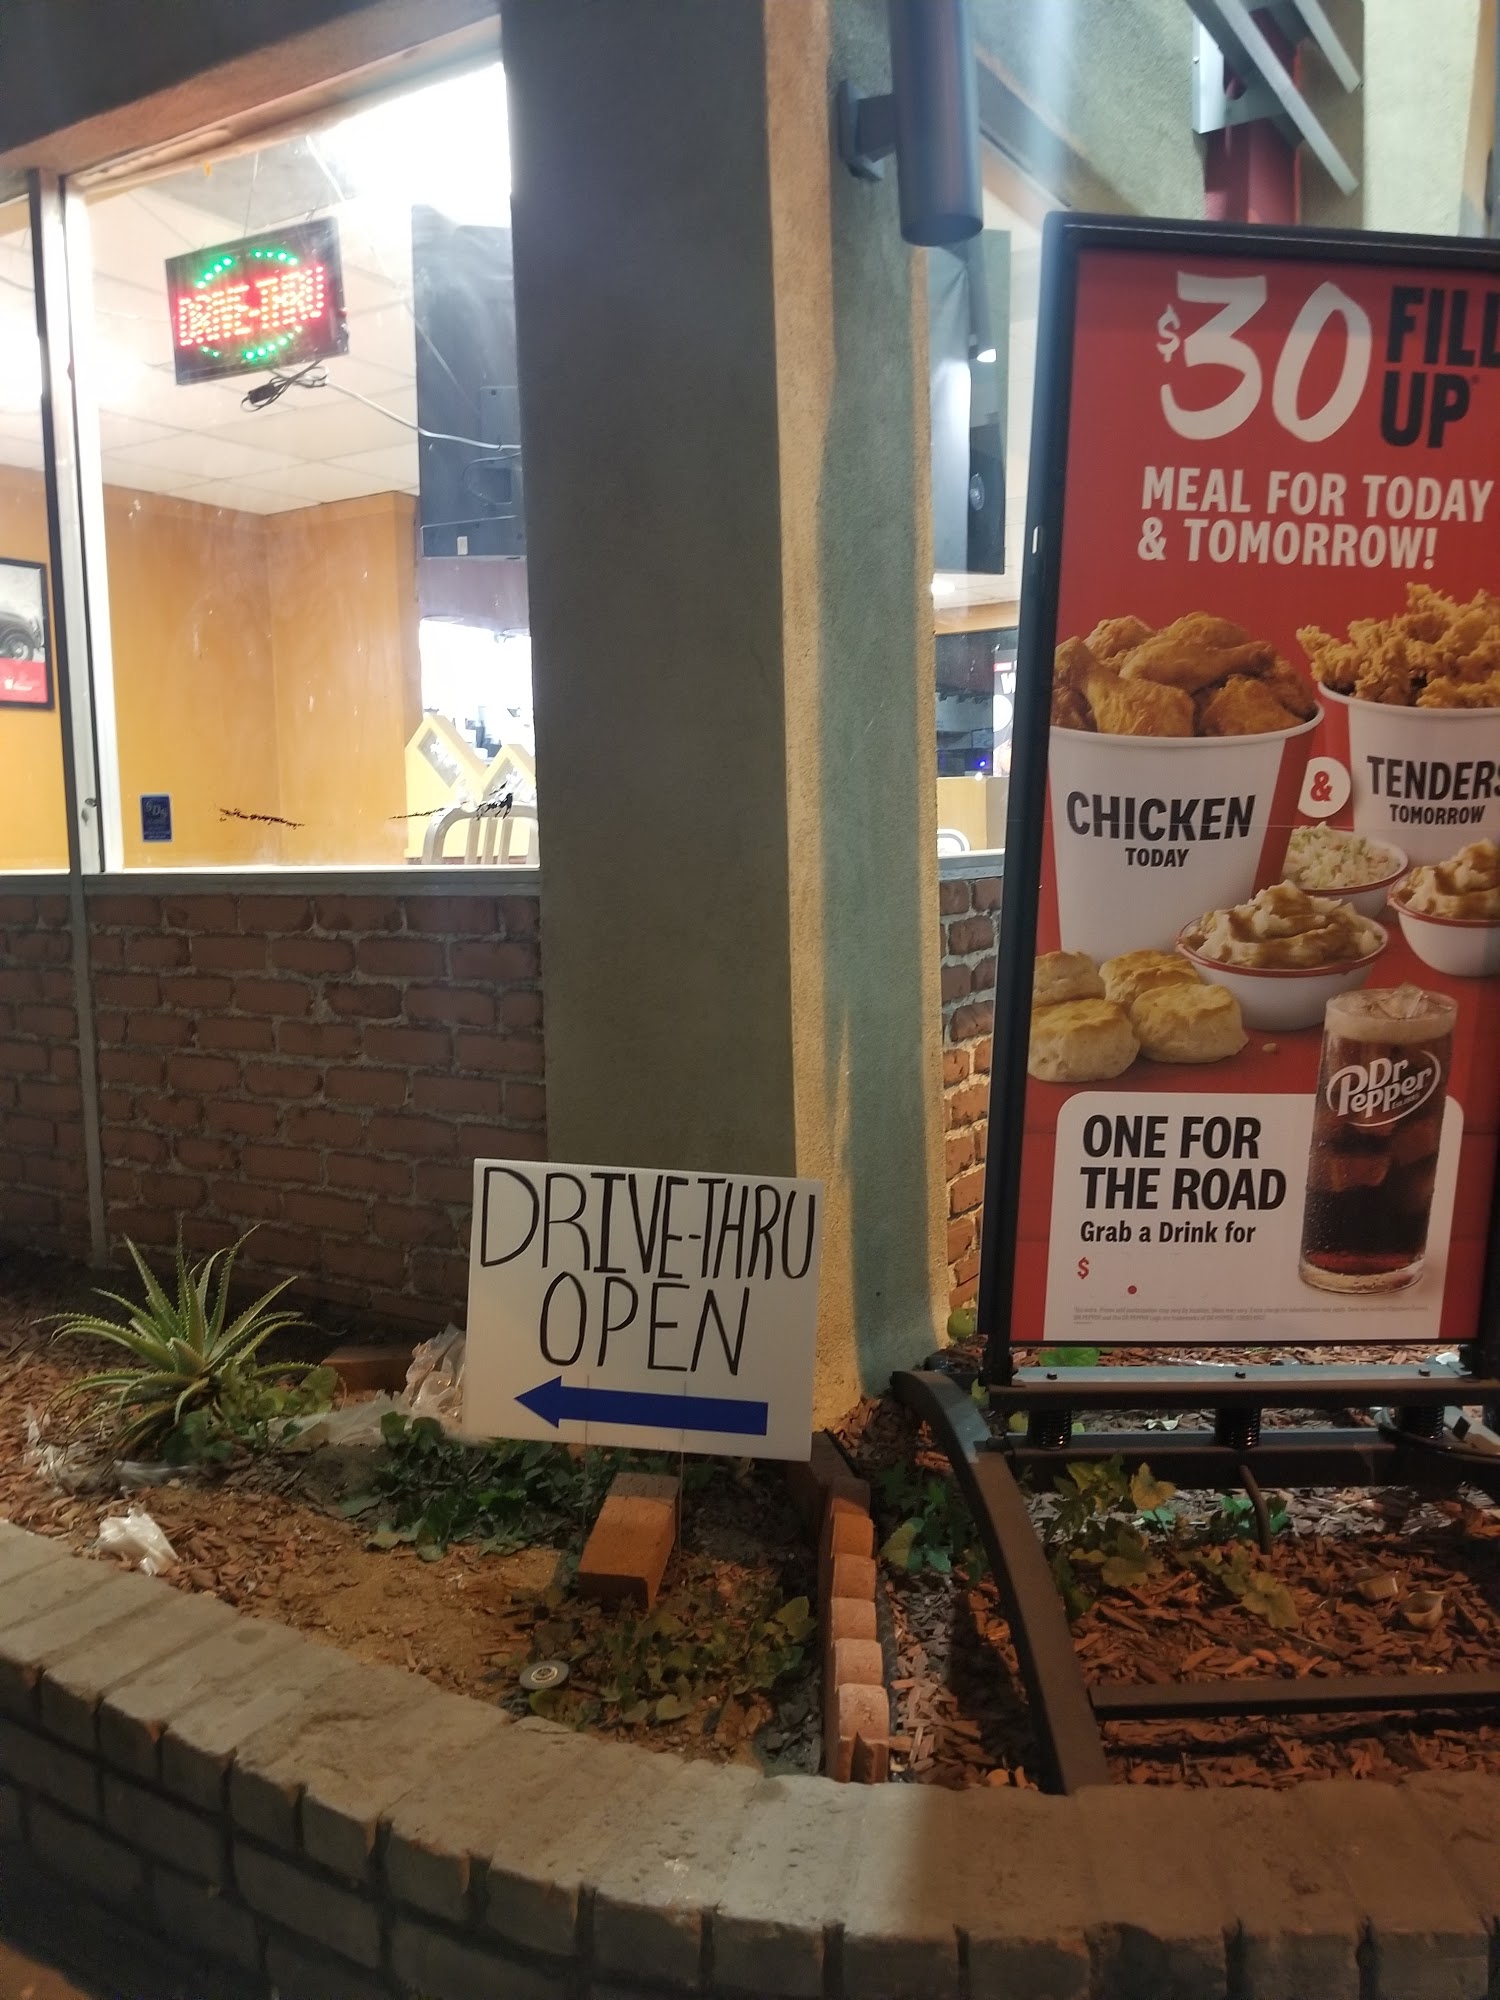 DRIVE-THRU
$30 FILL
UP
MEAL FOR TODAY
& TOMORROW!
CHICKEN
TODAY
&
TENDERS
TOMORROW
Dr
Pepper
ONE FOR
THE ROAD
Grab a Drink for
$
DRIVE-THRU
OPEN